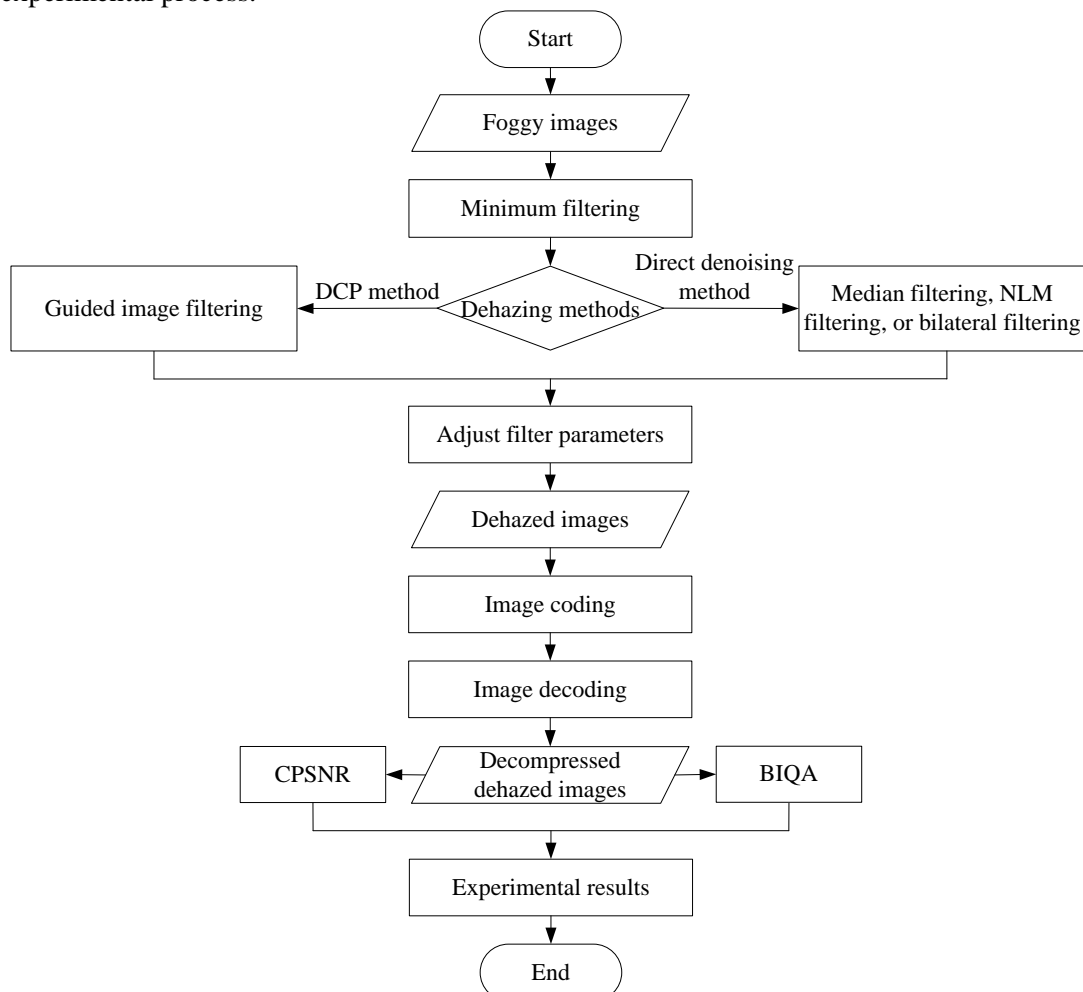 experimental process.
Start
Foggy images
Minimum filtering
Guided image filtering
DCP method
Dehazing methods
Direct denoising
method
Median filtering, NLM
filtering, or bilateral filtering
Adjust filter parameters
Dehazed images
Image coding
Image decoding
CPSNR
Decompressed
dehazed images
BIQA
Experimental results
End